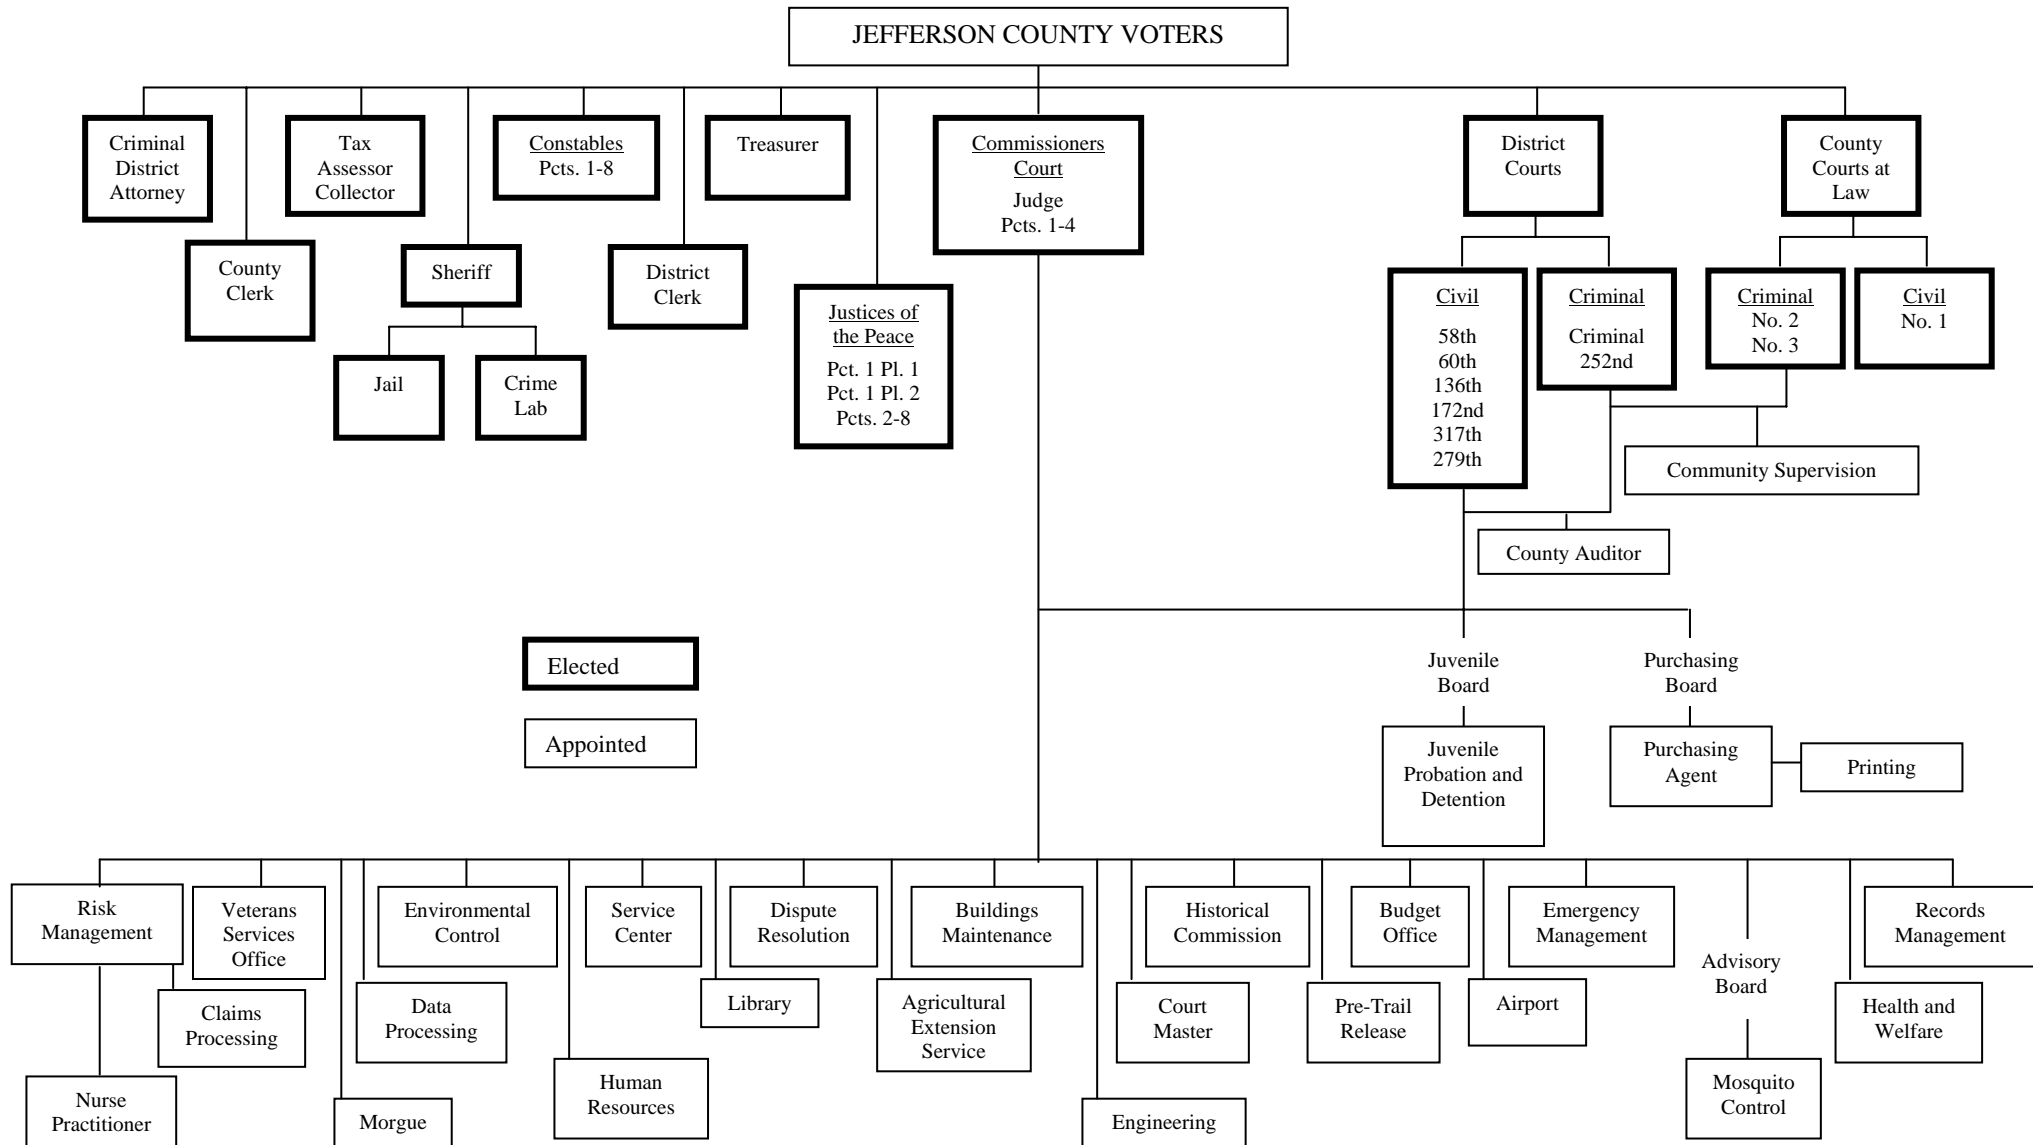 JEFFERSON COUNTY VOTERS
Criminal
District
Attorney
Tax
Assessor
Collector
Constables
Pcts. 1-8
Treasurer
Commissioners
Court
Judge
Pcts. 1-4
District
Courts
County
Courts at
Law
County
Clerk
Sheriff
District
Clerk
Justices of
the Peace
Pct. 1 Pl. 1
Pct. 1 Pl. 2
Pcts. 2-8
Civil
58th
60th
136th
172nd
317th
279th
Criminal
Criminal
252nd
Criminal
No. 2
No. 3
Civil
No. 1
Jail
Crime
Lab
Community Supervision
County Auditor
Elected
Appointed
Juvenile
Board
Purchasing
Board
Juvenile
Probation and
Detention
Purchasing
Agent
Printing
Risk
Management
Veterans
Services
Office
Environmental
Control
Service
Center
Dispute
Resolution
Buildings
Maintenance
Historical
Commission
Budget
Office
Emergency
Management
Records
Management
Advisory
Board
Claims
Processing
Data
Processing
Library
Agricultural
Extension
Service
Court
Master
Pre-Trail
Release
Airport
Health and
Welfare
Nurse
Practitioner
Morgue
Human
Resources
Engineering
Mosquito
Control